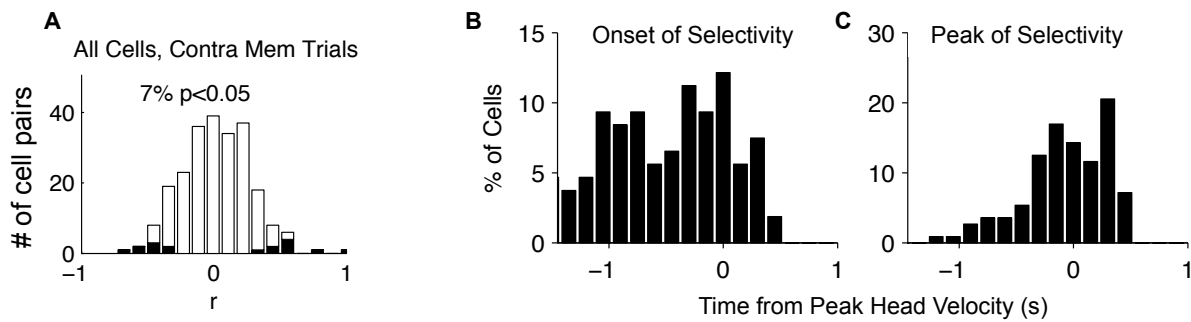 A
All Cells, Contra Mem Trials
7% p<0.05
# of cell pairs
40
20
0
−1
0
1
r
B
Onset of Selectivity
% of Cells
15
10
5
0
−1
0
1
C
Peak of Selectivity
30
20
10
0
−1
0
1
Time from Peak Head Velocity (s)